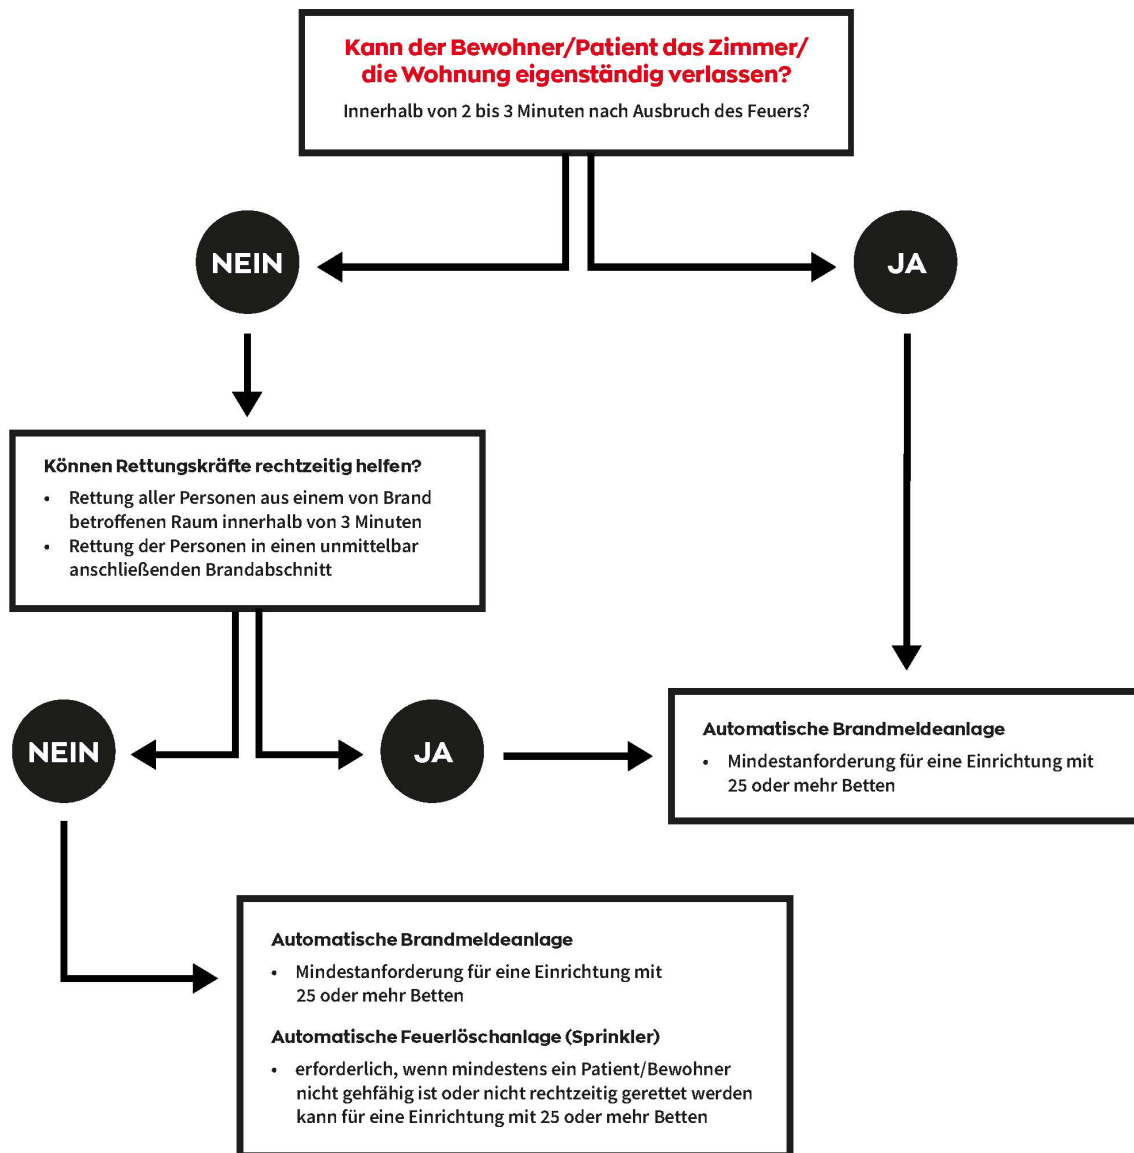 Kann der Bewohner/Patient das Zimmer/
die Wohnung eigenständig verlassen?
Innerhalb von 2 bis 3 Minuten nach Ausbruch des Feuers?
NEIN
JA
Können Rettungskräfte rechtzeitig helfen?
• Rettung aller Personen aus einem von Brand
betroffenen Raum innerhalb von 3 Minuten
• Rettung der Personen in einen unmittelbar
anschließenden Brandabschnitt
NEIN
JA
Automatische Brandmeldeanlage
• Mindestanforderung für eine Einrichtung mit
25 oder mehr Betten
Automatische Brandmeldeanlage
• Mindestanforderung für eine Einrichtung mit
25 oder mehr Betten
Automatische Feuerlöschanlage (Sprinkler)
• erforderlich, wenn mindestens ein Patient/Bewohner
nicht gehfähig ist oder nicht rechtzeitig gerettet werden
kann für eine Einrichtung mit 25 oder mehr Betten